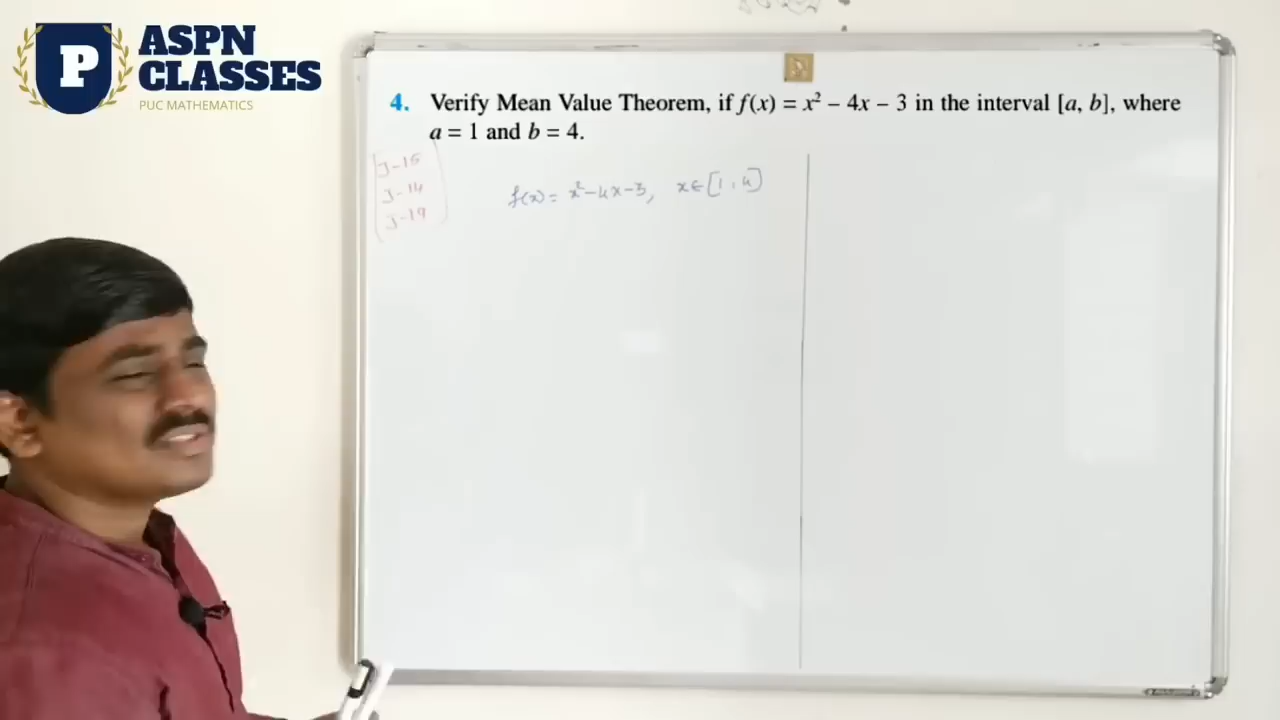 ASPN
CLASSES
PUC MATHEMATICS
P
4. Verify Mean Value Theorem, if f(x) = x² – 4x – 3 in the interval [a, b], where
a = 1 and b = 4.
J-15
J-14
J-19
f(x) = x²-4x-3, x∈[1,4]